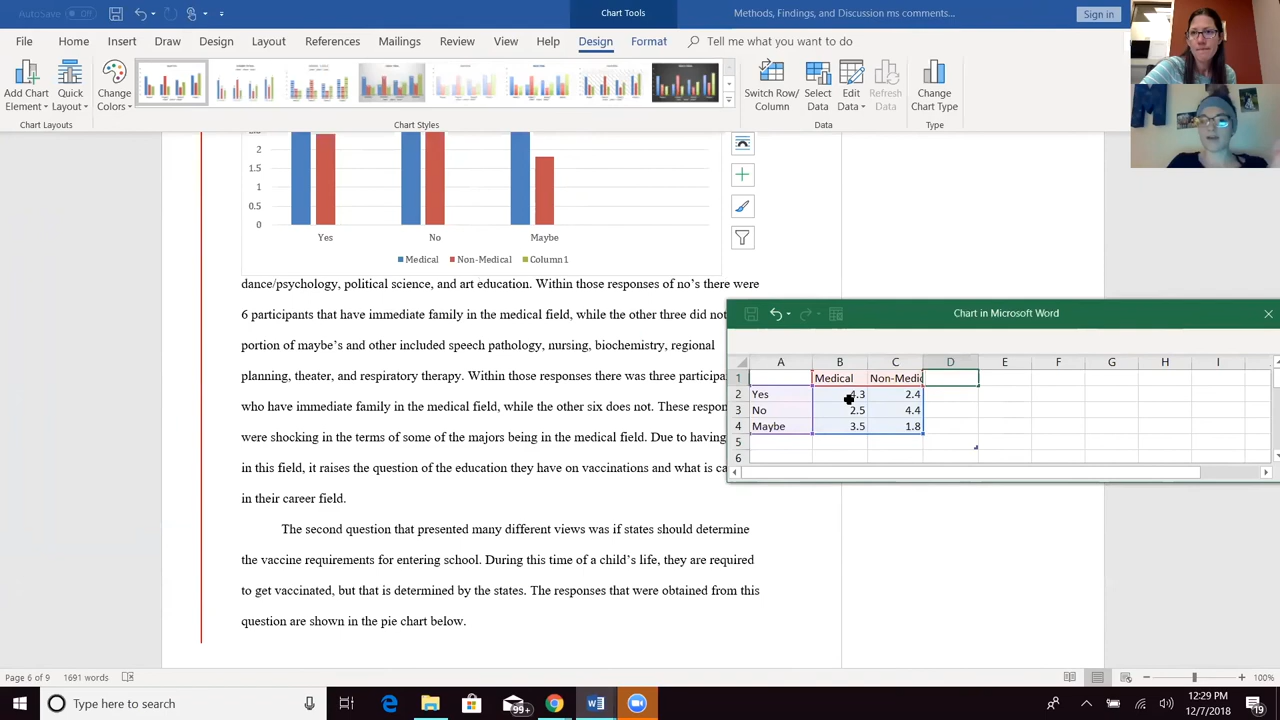 AutoSave Off
Chart Tools
Methods, Findings, and Discussion ms comments...
Sign in
File Home Insert Draw Design Layout References Mailings Review View Help Design Format Tell me what you want to do
Add Chart Element
Quick Layout
Change Colors
Switch Row/ Column
Select Data
Edit Data
Refresh Data
Change Chart Type
Chart Layouts
Chart Styles
Data
Type
2
1.5
1
0.5
0
Yes No Maybe
Medical Non-Medical Column1
dance/psychology, political science, and art education. Within those responses of no's there were
6 participants that have immediate family in the medical field, while the other three did not
portion of maybe's and other included speech pathology, nursing, biochemistry, regional
planning, theater, and respiratory therapy. Within those responses there was three participa
who have immediate family in the medical field, while the other six does not. These respon
were shocking in the terms of some of the majors being in the medical field. Due to having
in this field, it raises the question of the education they have on vaccinations and what is ca
in their career field.
The second question that presented many different views was if states should determine
the vaccine requirements for entering school. During this time of a child's life, they are required
to get vaccinated, but that is determined by the states. The responses that were obtained from this
question are shown in the pie chart below.
Chart in Microsoft Word
A B C D E F G H I
1 Medical Non-Medic
2 Yes 4.3 2.4
3 No 2.5 4.4
4 Maybe 3.5 1.8
5
6
Page 6 of 9 1691 words
100%
Type here to search
99+
12:29 PM
12/7/2018
19